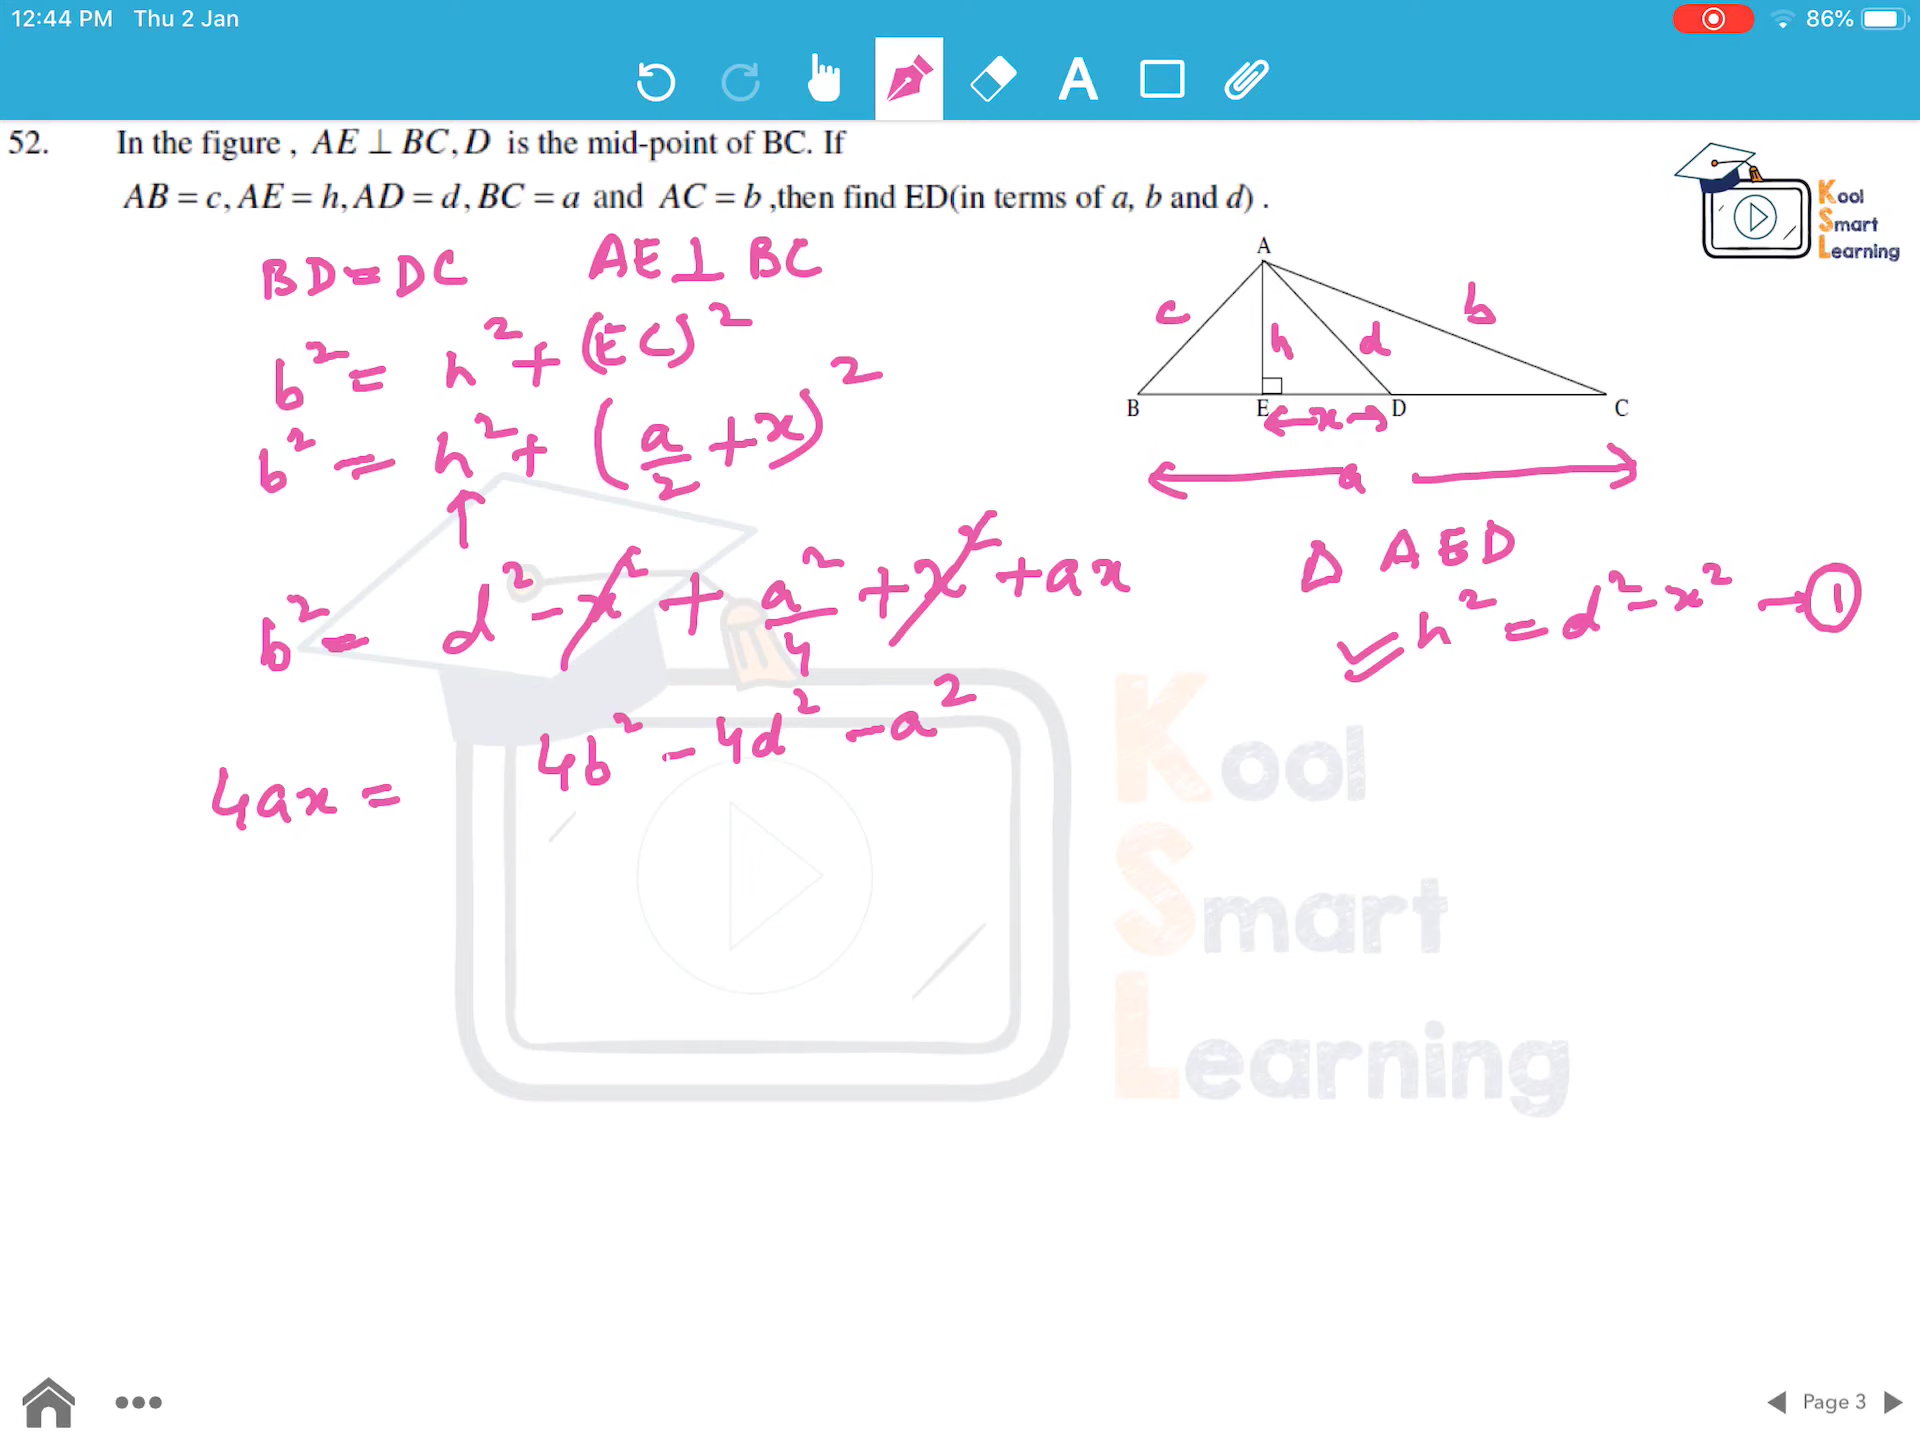 12:44 PM Thu 2 Jan
86%
52. In the figure , AE ⊥ BC, D is the mid-point of BC. If
AB = c, AE = h, AD = d, BC = a and AC = b ,then find ED(in terms of a, b and d) .
Kool
Smart
Learning
BD = DC AE ⊥ BC
b² = h² + (EC)²
b² = h² + (a/2 + x)²
↑
A
c
h
d
b
B E D C
x
a
Δ AED
h² = d² - x² → ①
b² = d² - x² + a²/4 + x² + ax
4ax = 4b² - 4d² - a²
Kool
Smart
Learning
Page 3